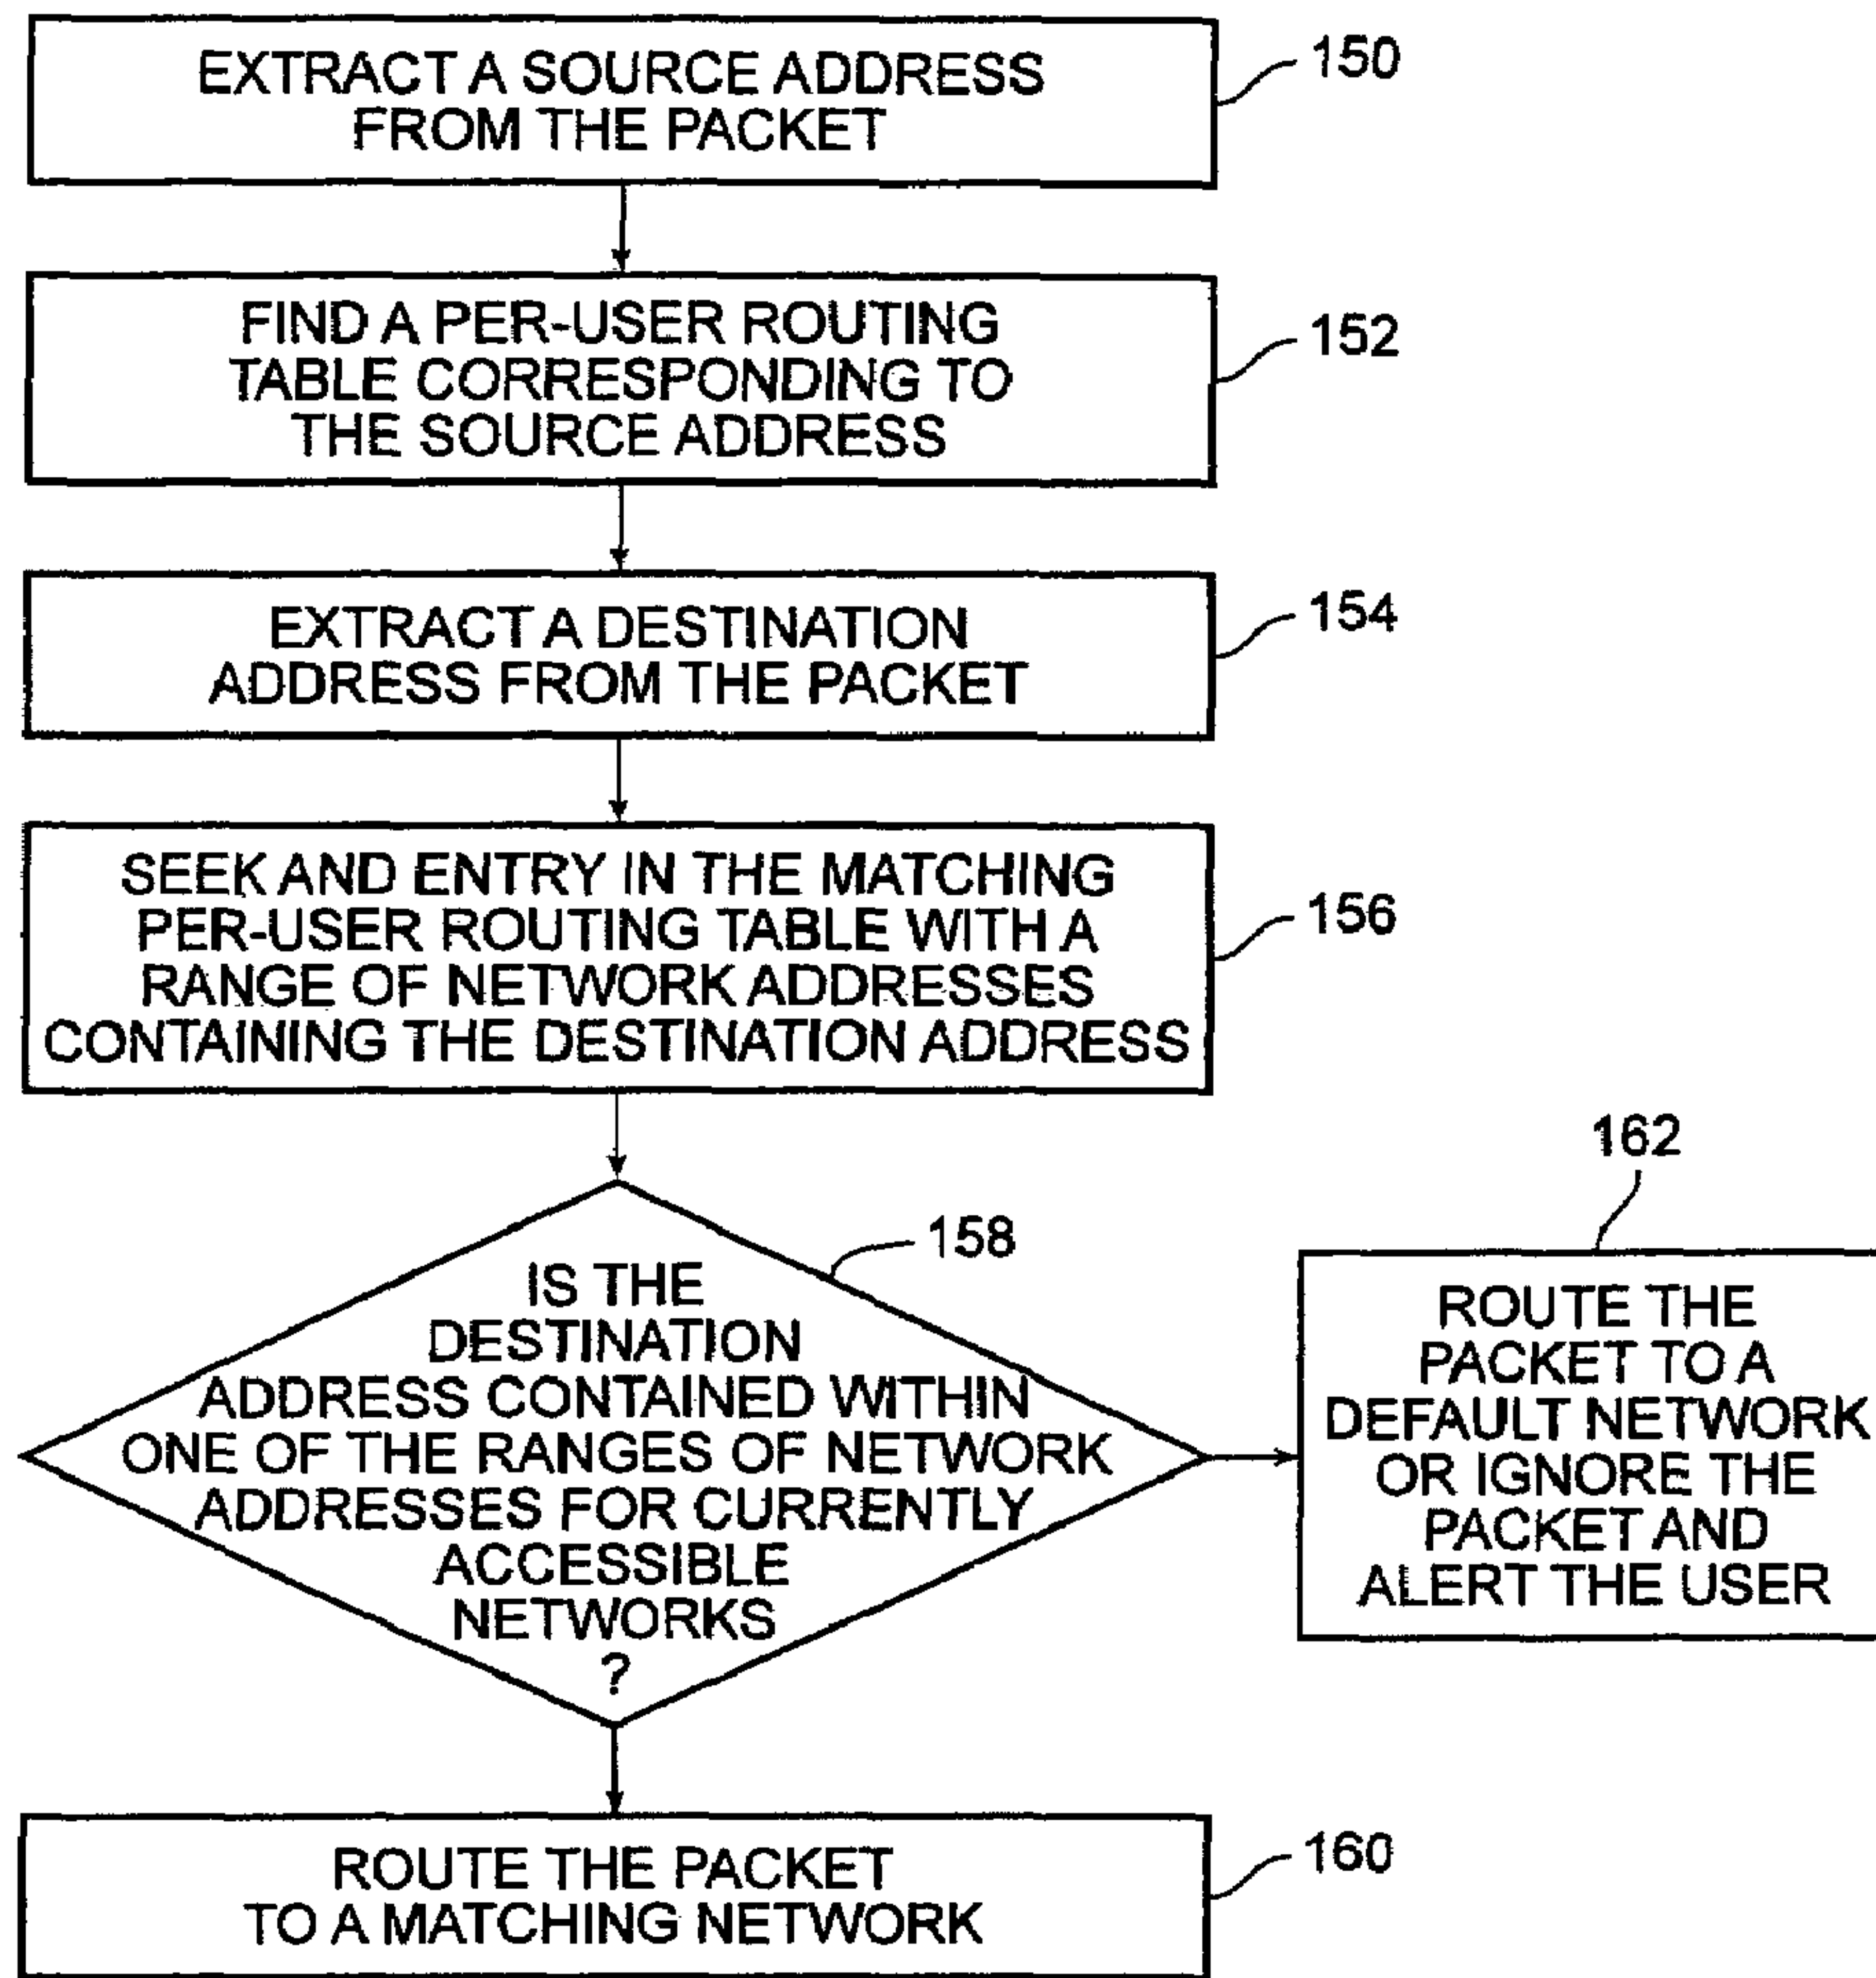 EXTRACT A SOURCE ADDRESS
FROM THE PACKET
150
FIND A PER-USER ROUTING
TABLE CORRESPONDING TO
THE SOURCE ADDRESS
152
EXTRACT A DESTINATION
ADDRESS FROM THE PACKET
154
SEEK AND ENTRY IN THE MATCHING
PER-USER ROUTING TABLE WITH A
RANGE OF NETWORK ADDRESSES
CONTAINING THE DESTINATION ADDRESS
156
158
IS THE
DESTINATION
ADDRESS CONTAINED WITHIN
ONE OF THE RANGES OF NETWORK
ADDRESSES FOR CURRENTLY
ACCESSIBLE
NETWORKS
?
162
ROUTE THE
PACKET TO A
DEFAULT NETWORK
OR IGNORE THE
PACKET AND
ALERT THE USER
ROUTE THE PACKET
TO A MATCHING NETWORK
160